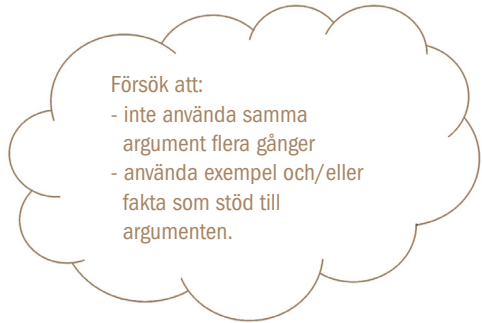 Försök att:
- inte använda samma
argument flera gånger
- använda exempel och/eller
fakta som stöd till
argumenten.